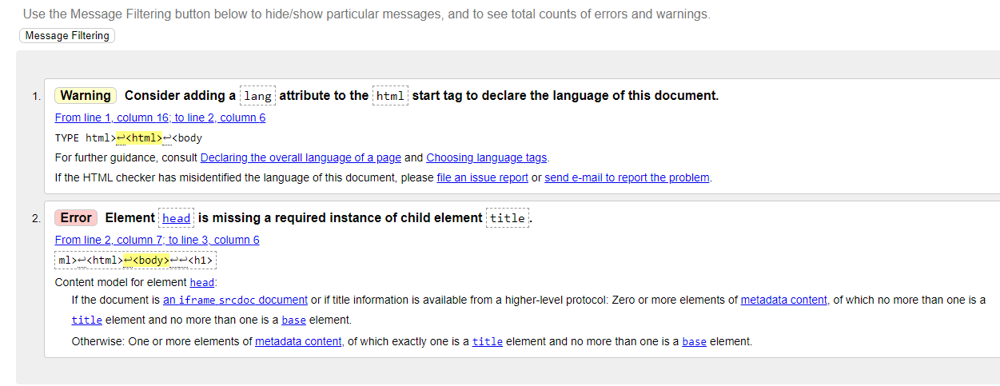 Use the Message Filtering button below to hide/show particular messages, and to see total counts of errors and warnings.
Message Filtering
1. Warning Consider adding a lang attribute to the html start tag to declare the language of this document.
From line 1, column 16; to line 2, column 6
TYPE html>↩<html>↩<body
For further guidance, consult Declaring the overall language of a page and Choosing language tags.
If the HTML checker has misidentified the language of this document, please file an issue report or send e-mail to report the problem.
2. Error Element head is missing a required instance of child element title.
From line 2, column 7; to line 3, column 6
ml>↩<html>↩<body>↩↩<h1>
Content model for element head:
If the document is an iframe srcdoc document or if title information is available from a higher-level protocol: Zero or more elements of metadata content, of which no more than one is a
title element and no more than one is a base element.
Otherwise: One or more elements of metadata content, of which exactly one is a title element and no more than one is a base element.